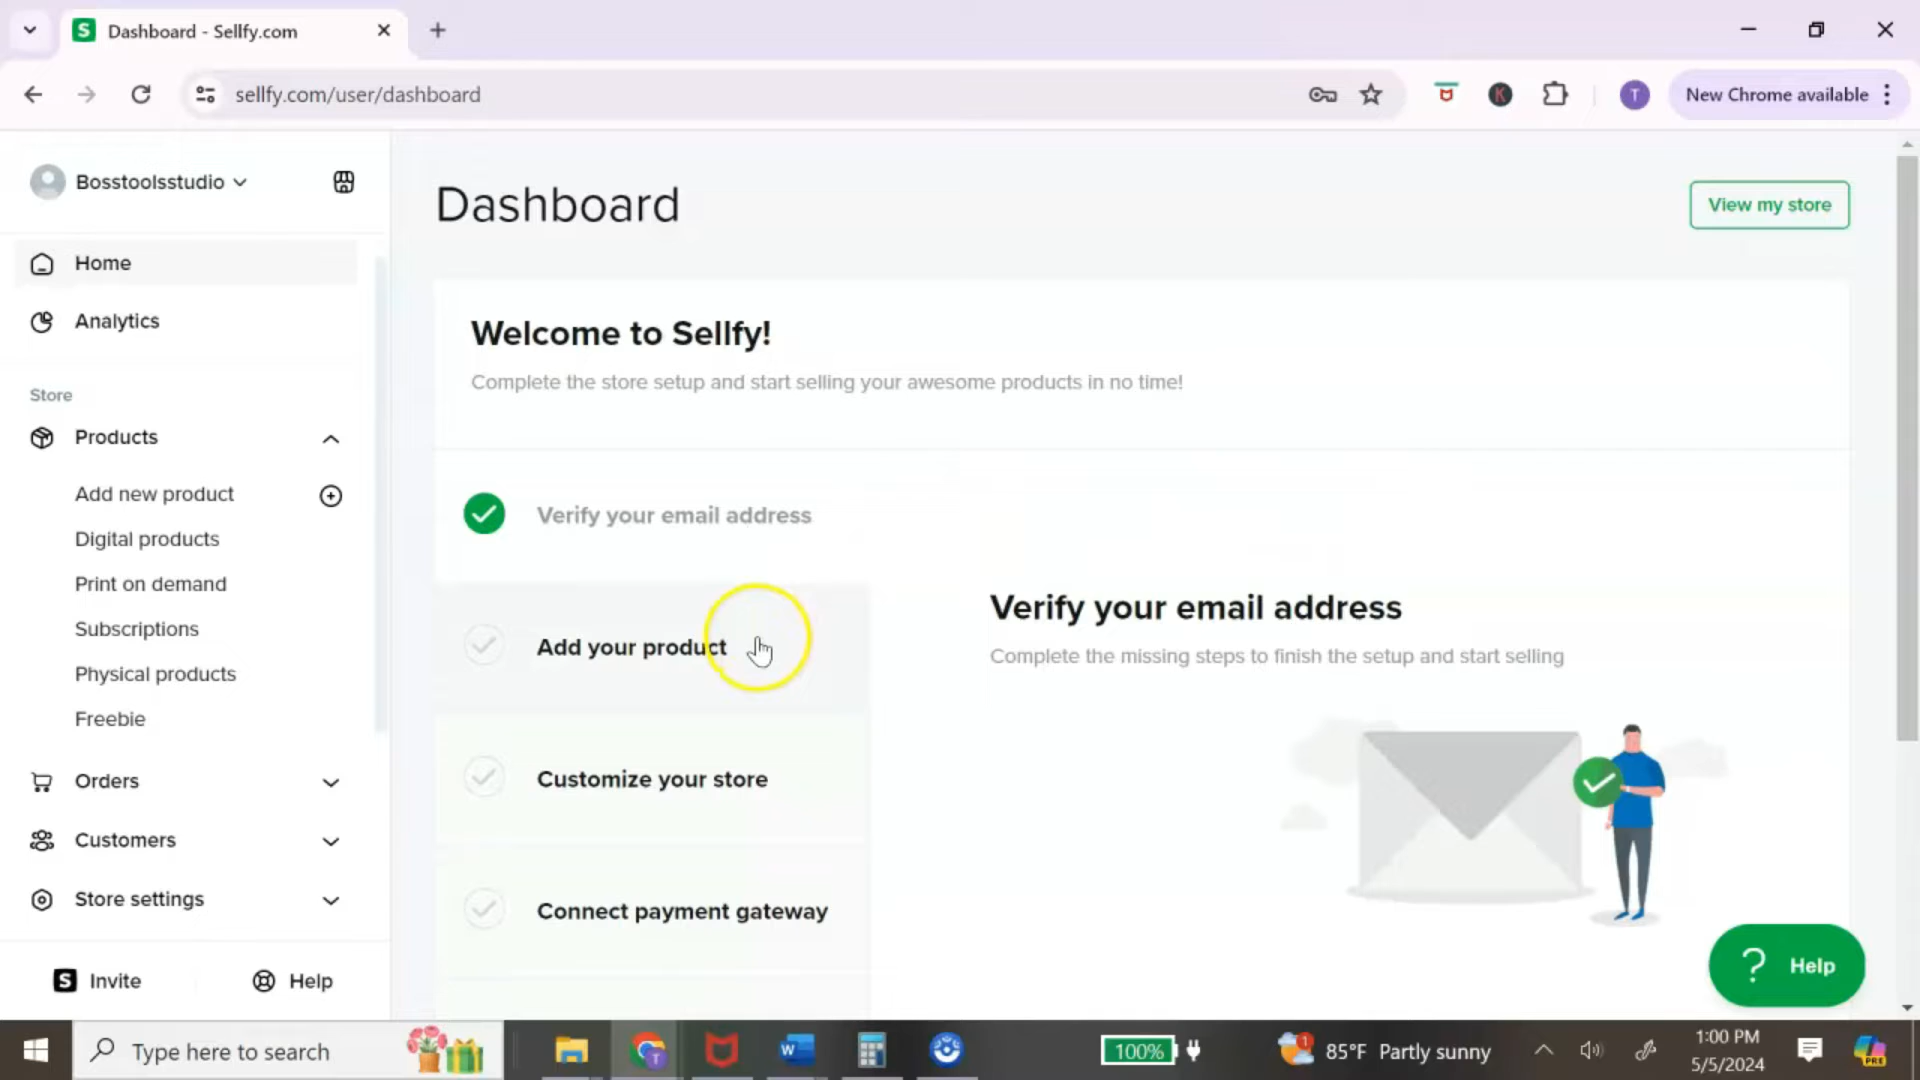 Dashboard - Sellfy.com
sellfy.com/user/dashboard
K
T
New Chrome available
Bosstoolsstudio
Home
Analytics
Store
Products
Add new product
Digital products
Print on demand
Subscriptions
Physical products
Freebie
Orders
Customers
Store settings
Invite
Help
Dashboard
View my store
Welcome to Sellfy!
Complete the store setup and start selling your awesome products in no time!
Verify your email address
Add your product
Customize your store
Connect payment gateway
Verify your email address
Complete the missing steps to finish the setup and start selling
? Help
Type here to search
100%
85°F Partly sunny
1:00 PM
5/5/2024